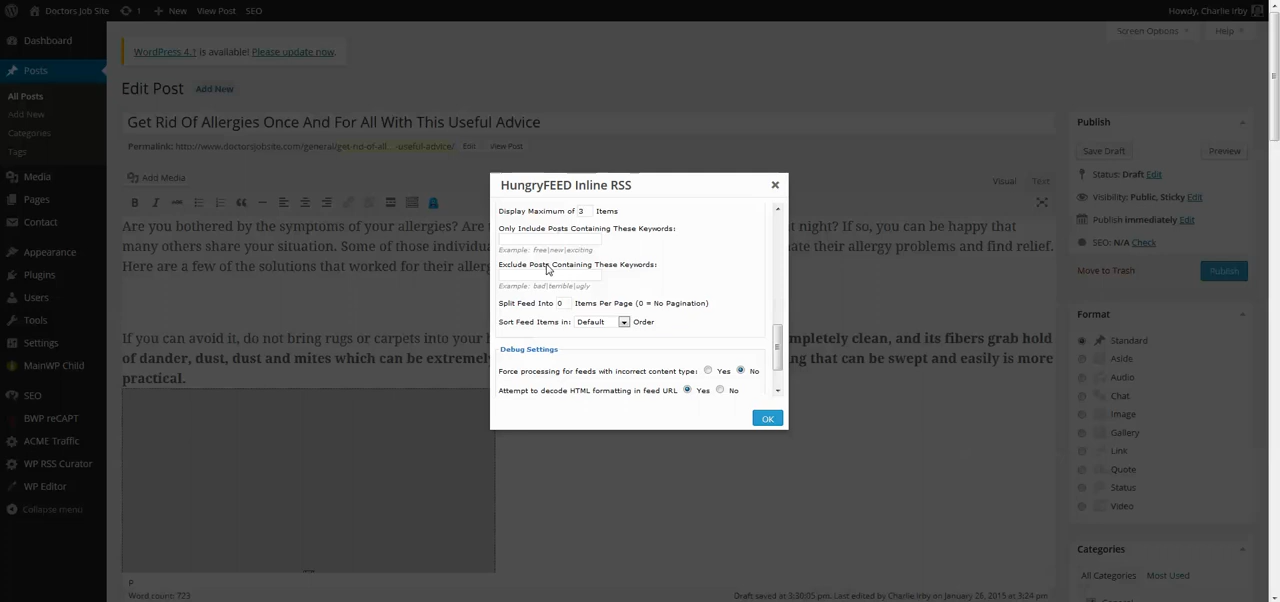 Doctors Job Site 1 New View Post SEO Howdy, Charlie Irby
Dashboard
Posts
All Posts
Add New
Categories
Tags
Media
Pages
Contact
Appearance
Plugins
Users
Tools
Settings
MainWP Child
SEO
BWP reCAPT
ACME Traffic
WP RSS Curator
WP Editor
Collapse menu
Screen Options Help
WordPress 4.1 is available! Please update now.
Edit Post Add New
Get Rid Of Allergies Once And For All With This Useful Advice
Permalink: http://www.doctorsjobsite.com/general/get-rid-of-all...-useful-advice/ Edit View Post
Add Media
Visual Text
Are you bothered by the symptoms of your allergies? Are night? If so, you can be happy that
many others share your situation. Some of those individua ate their allergy problems and find relief.
Here are a few of the solutions that worked for their allerg
If you can avoid it, do not bring rugs or carpets into your h mpletely clean, and its fibers grab hold
of dander, dust, dust and mites which can be extremel ing that can be swept and easily is more
practical.
P
Word count: 723 Draft saved at 3:30:05 pm. Last edited by Charlie Irby on January 26, 2015 at 3:24 pm
HungryFEED Inline RSS
Display Maximum of 3 Items
Only Include Posts Containing These Keywords:
Example: free|new|exciting
Exclude Posts Containing These Keywords:
Example: bad|terrible|ugly
Split Feed Into 0 Items Per Page (0 = No Pagination)
Sort Feed Items in: Default Order
Debug Settings
Force processing for feeds with incorrect content type: Yes No
Attempt to decode HTML formatting in feed URL Yes No
OK
Publish
Save Draft Preview
Status: Draft Edit
Visibility: Public, Sticky Edit
Publish immediately Edit
SEO: N/A Check
Move to Trash Publish
Format
Standard
Aside
Audio
Chat
Image
Gallery
Link
Quote
Status
Video
Categories
All Categories Most Used